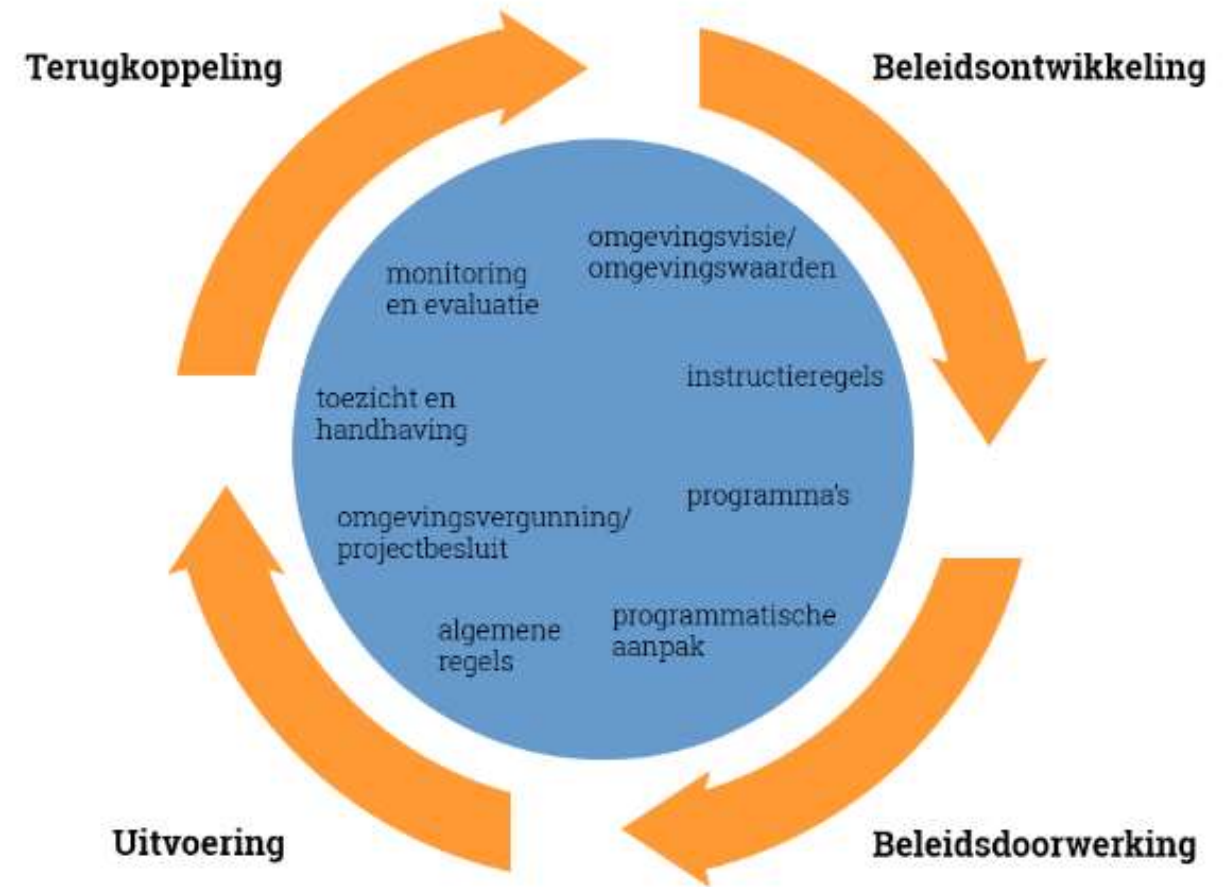 Terugkoppeling
Beleidsontwikkeling
omgevingsvisie/
omgevingswaarden
monitoring
en evaluatie
instructieregels
toezicht en
handhaving
programma's
omgevingsvergunning/
projectbesluit
programmatische
aanpak
algemene
regels
Uitvoering
Beleidsdoorwerking